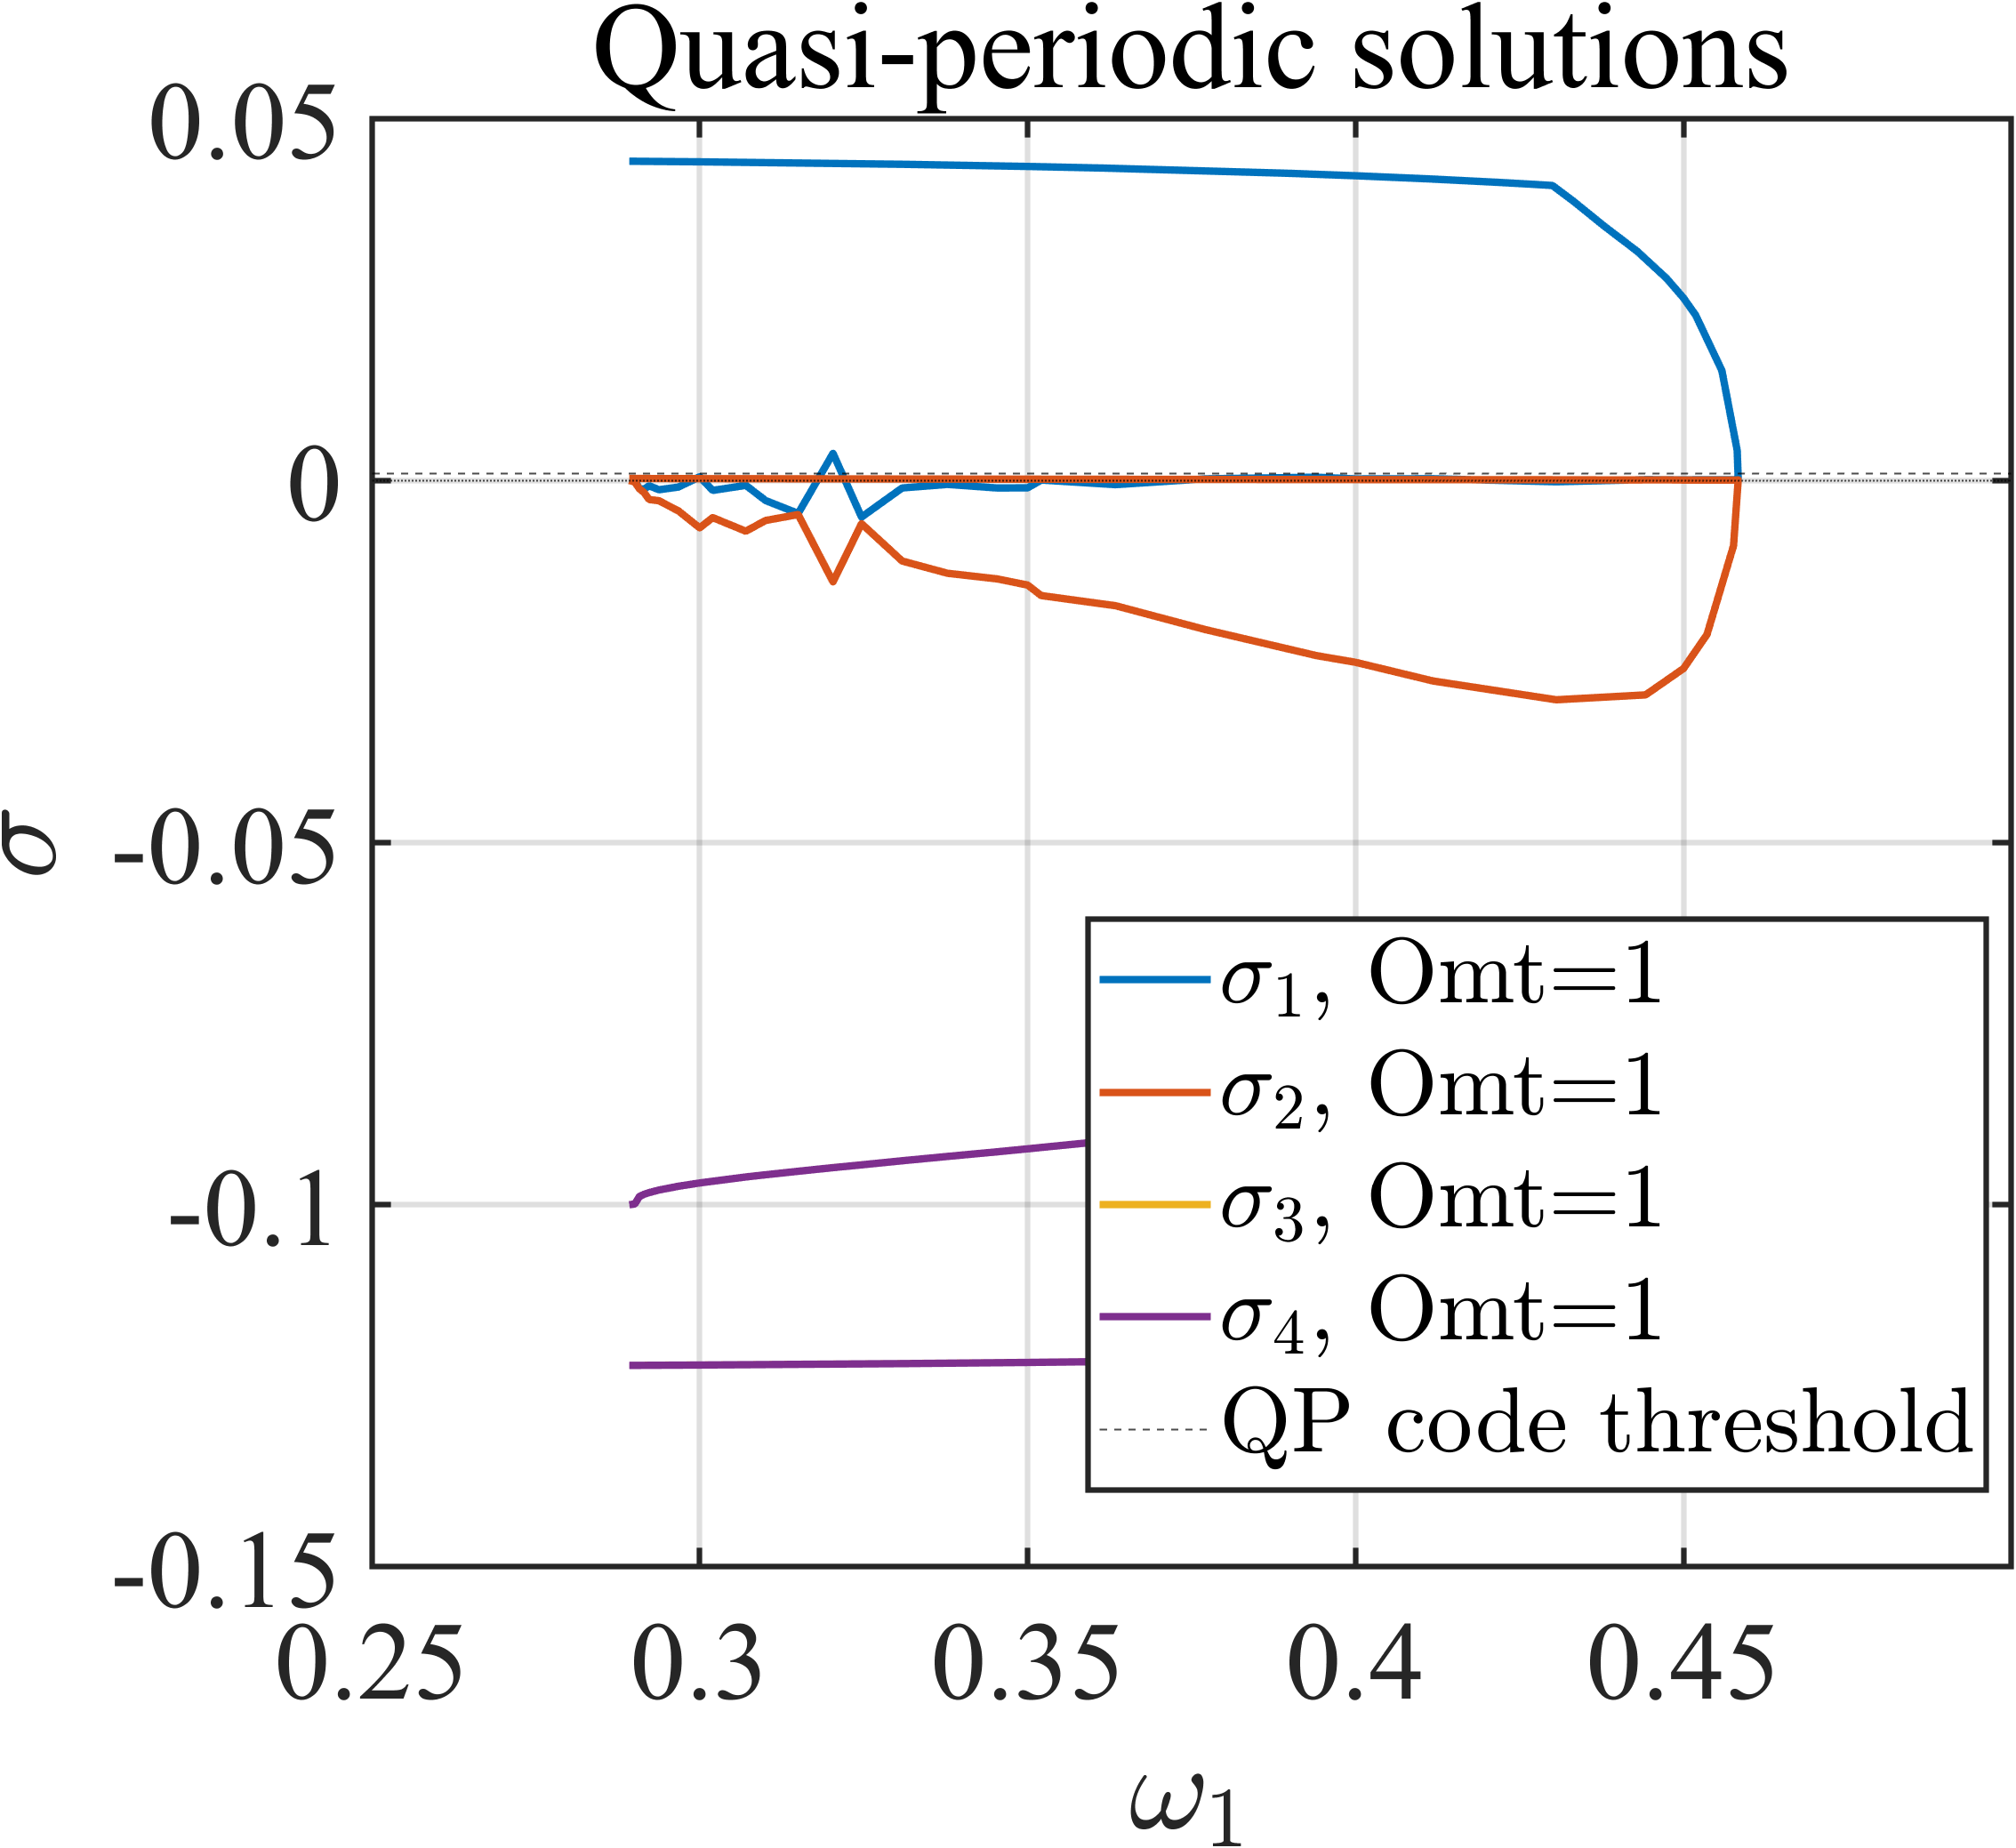 Quasi-periodic solutions
0.05
0
-0.05
-0.1
-0.15
σ
σ₁, Omt=1
σ₂, Omt=1
σ₃, Omt=1
σ₄, Omt=1
QP code threshold
0.25 0.3 0.35 0.4 0.45
ω₁